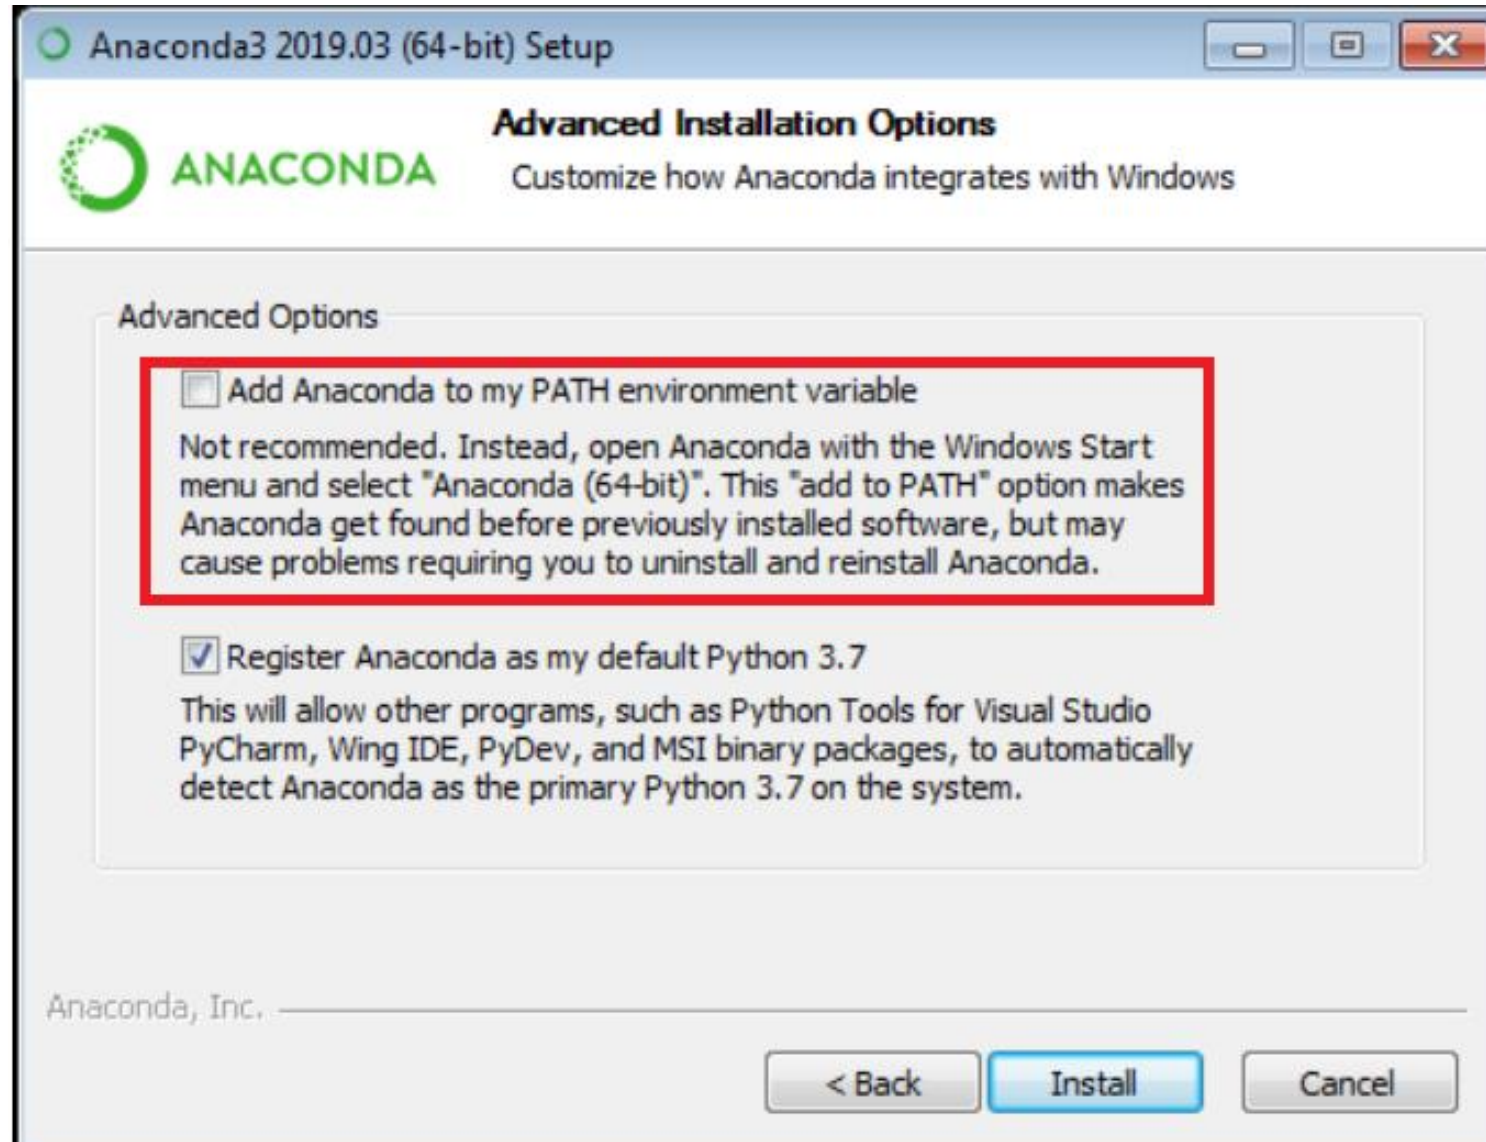 Anaconda3 2019.03 (64-bit) Setup
ANACONDA
Advanced Installation Options
Customize how Anaconda integrates with Windows
Advanced Options
Add Anaconda to my PATH environment variable
Not recommended. Instead, open Anaconda with the Windows Start
menu and select "Anaconda (64-bit)". This "add to PATH" option makes
Anaconda get found before previously installed software, but may
cause problems requiring you to uninstall and reinstall Anaconda.
Register Anaconda as my default Python 3.7
This will allow other programs, such as Python Tools for Visual Studio
PyCharm, Wing IDE, PyDev, and MSI binary packages, to automatically
detect Anaconda as the primary Python 3.7 on the system.
Anaconda, Inc.
< Back
Install
Cancel